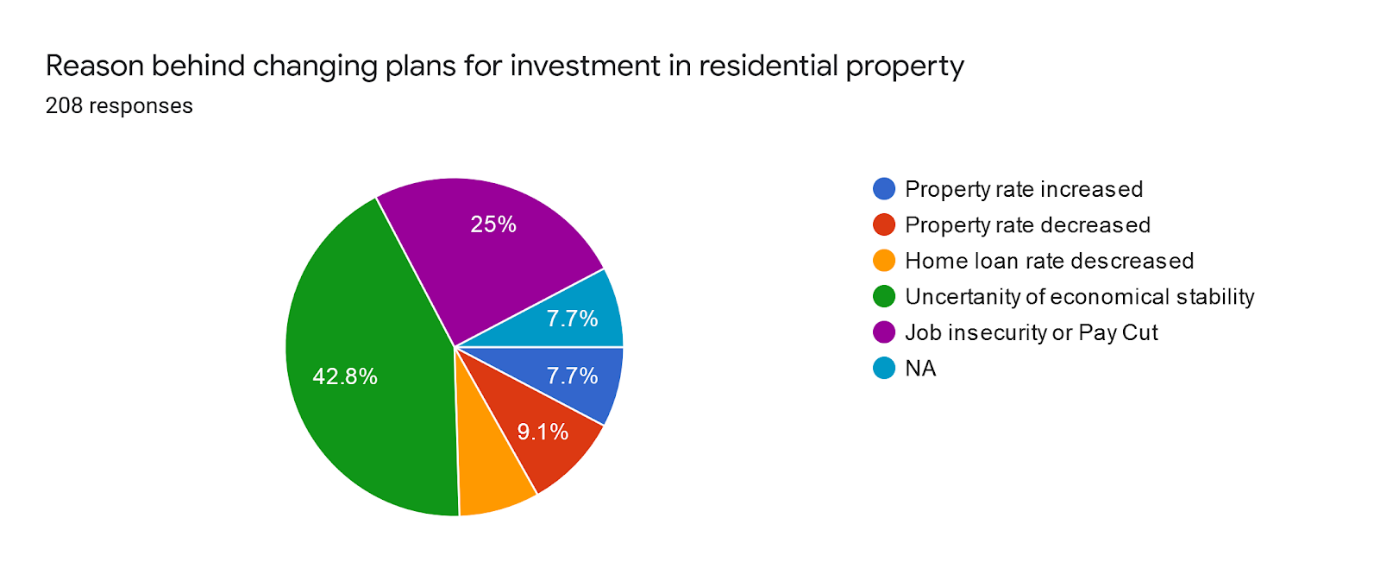 Reason behind changing plans for investment in residential property
208 responses
25%
7.7%
7.7%
42.8%
9.1%
Property rate increased
Property rate decreased
Home loan rate descreased
Uncertanity of economical stability
Job insecurity or Pay Cut
NA